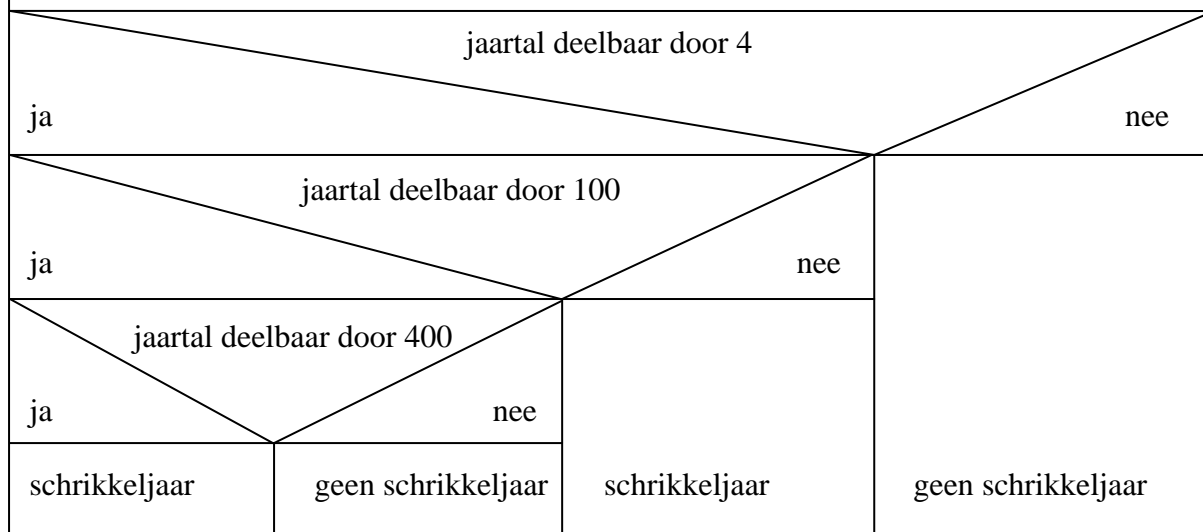 jaartal deelbaar door 4
ja
nee
jaartal deelbaar door 100
ja
nee
jaartal deelbaar door 400
ja
nee
schrikkeljaar
geen schrikkeljaar
schrikkeljaar
geen schrikkeljaar